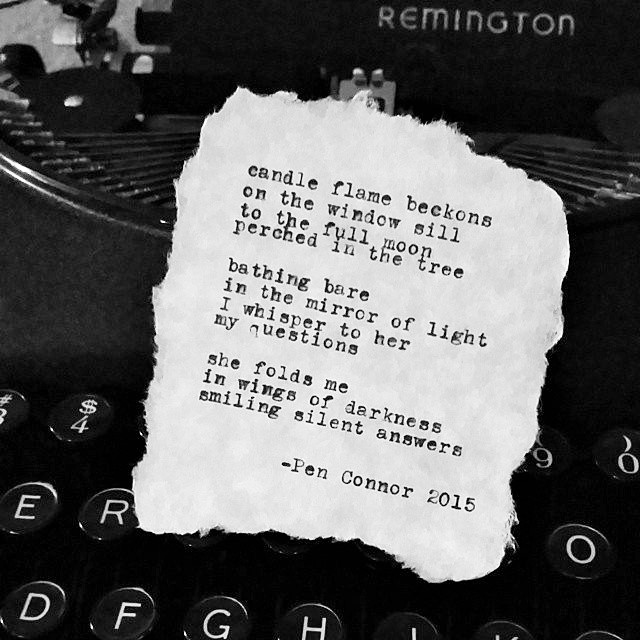 REMINGTON
candle flame beckons
on the window sill
to the full moon
perched in the tree
bathing bare
in the mirror of light
I whisper to her
my questions
she folds me
in wings of darkness
smiling silent answers
-Pen Connor 2015
$
4
9
E
R
O
D
F
G
H